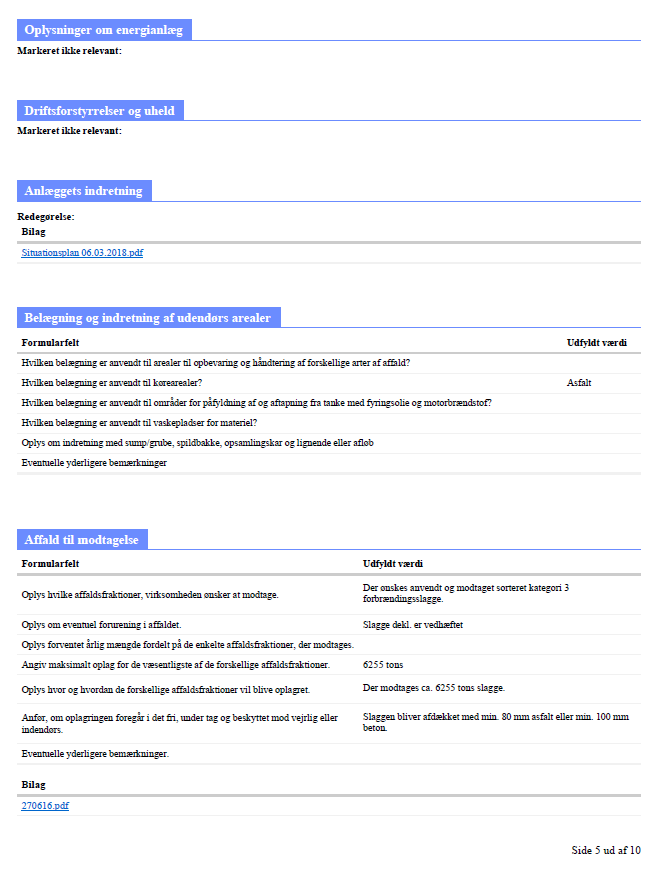 Oplysninger om energianlæg
Markeret ikke relevant:
Driftsforstyrrelser og uheld
Markeret ikke relevant:
Anlæggets indretning
Redegørelse:
Bilag
Situationsplan 06.03.2018.pdf
Belægning og indretning af udendørs arealer
Formularfelt Udfyldt værdi
Hvilken belægning er anvendt til arealer til opbevaring og håndtering af forskellige arter af affald?
Hvilken belægning er anvendt til kørearealer? Asfalt
Hvilken belægning er anvendt til områder for påfyldning af og aftapning fra tanke med fyringsolie og motorbrændstof?
Hvilken belægning er anvendt til vaskepladser for materiel?
Oplys om indretning med sump/grube, spildbakke, opsamlingskar og lignende eller afløb
Eventuelle yderligere bemærkninger
Affald til modtagelse
Formularfelt Udfyldt værdi
Oplys hvilke affaldsfraktioner, virksomheden ønsker at modtage. Der ønskes anvendt og modtaget sorteret kategori 3
forbrændingsslagge.
Oplys om eventuel forurening i affaldet. Slagge dekl. er vedhæftet
Oplys forventet årlig mængde fordelt på de enkelte affaldsfraktioner, der modtages.
Angiv maksimalt oplag for de væsentligste af de forskellige affaldsfraktioner. 6255 tons
Oplys hvor og hvordan de forskellige affaldsfraktioner vil blive oplagret. Der modtages ca. 6255 tons slagge.
Anfør, om oplagringen foregår i det fri, under tag og beskyttet mod vejrlig eller Slaggen bliver afdækket med min. 80 mm asfalt eller min. 100 mm
indendørs. beton.
Eventuelle yderligere bemærkninger.
Bilag
270616.pdf
Side 5 ud af 10